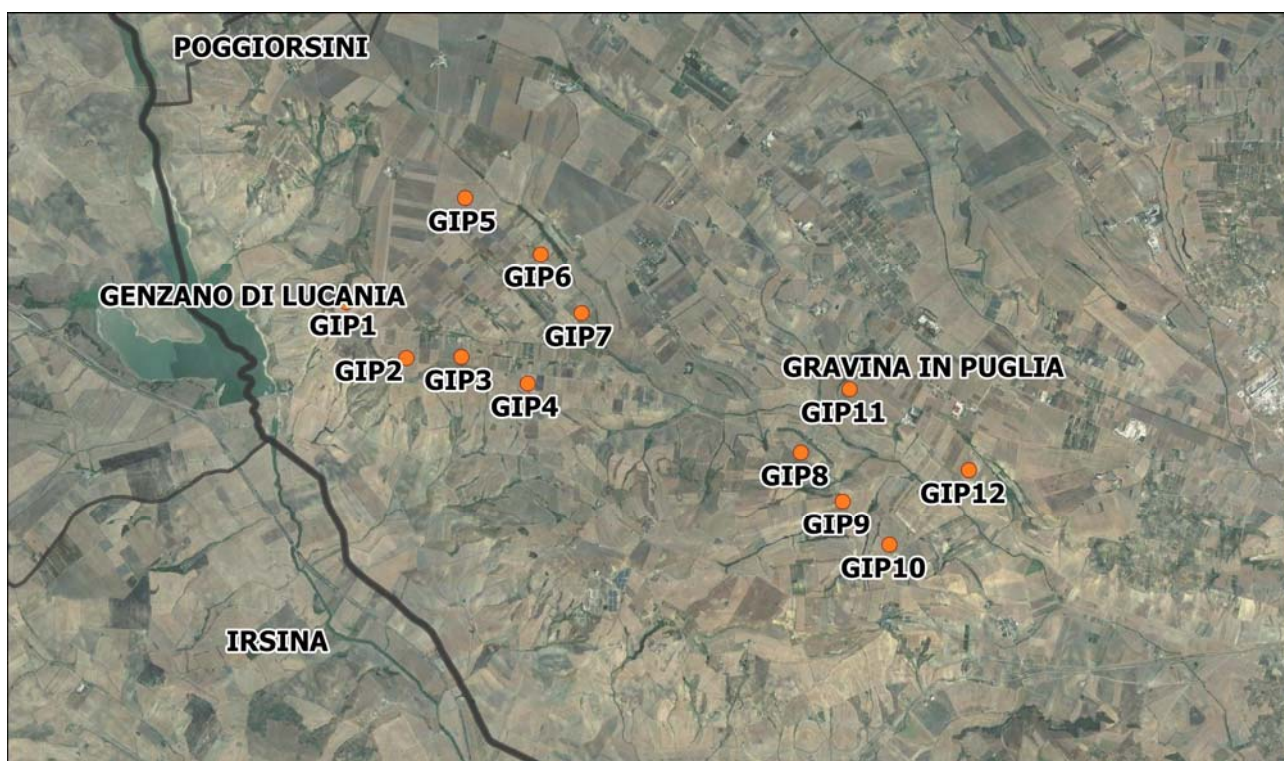 POGGIORSINI
GIP5
GIP6
GENZANO DI LUCANIA
GIP1
GIP7
GIP2
GIP3
GRAVINA IN PUGLIA
GIP4
GIP11
GIP8
GIP12
GIP9
GIP10
IRSINA